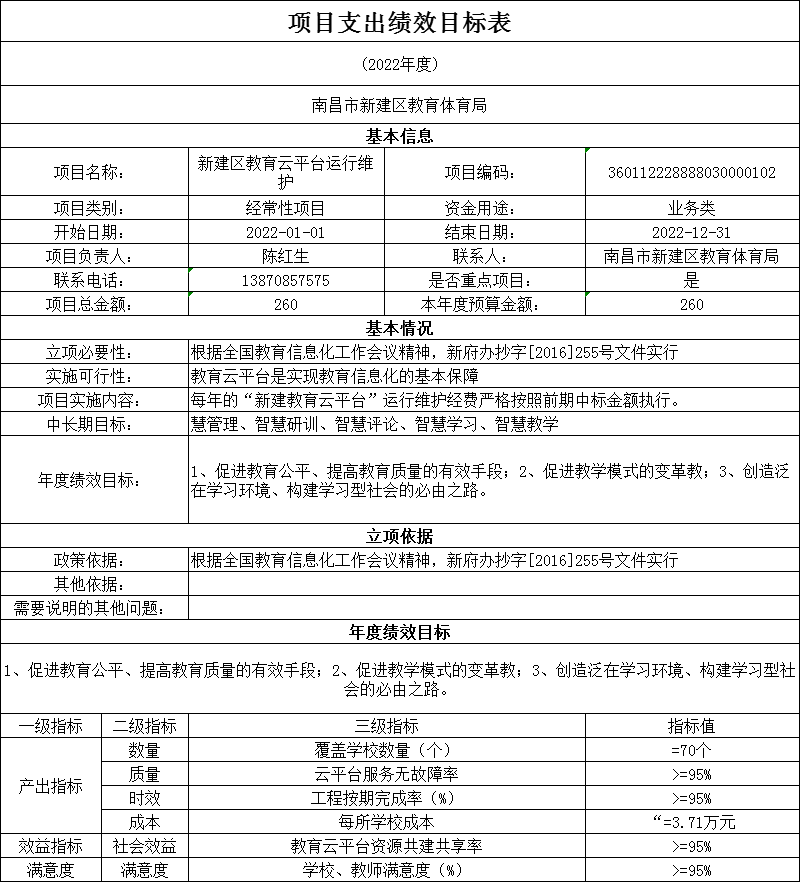 项目支出绩效目标表
（2022年度）
南昌市新建区教育体育局
基本信息
项目名称： 新建区教育云平台运行维 项目编码： 360112228888030000102
护
项目类别： 经常性项目 资金用途： 业务类
开始日期： 2022-01-01 结束日期： 2022-12-31
项目负责人： 陈红生 联系人： 南昌市新建区教育体育局
联系电话： 13870857575 是否重点项目： 是
项目总金额： 260 本年度预算金额： 260
基本情况
立项必要性： 根据全国教育信息化工作会议精神，新府办抄字[2016]255号文件实行
实施可行性： 教育云平台是实现教育信息化的基本保障
项目实施内容： 每年的“新建教育云平台”运行维护经费严格按照前期中标金额执行。
中长期目标： 慧管理、智慧研训、智慧评论、智慧学习、智慧教学
年度绩效目标： 1、促进教育公平、提高教育质量的有效手段；2、促进教学模式的变革教；3、创造泛
在学习环境、构建学习型社会的必由之路。
立项依据
政策依据： 根据全国教育信息化工作会议精神，新府办抄字[2016]255号文件实行
其他依据：
需要说明的其他问题：
年度绩效目标
1、促进教育公平、提高教育质量的有效手段；2、促进教学模式的变革教；3、创造泛在学习环境、构建学习型社
会的必由之路。
一级指标 二级指标 三级指标 指标值
产出指标 数量 覆盖学校数量（个） =70个
质量 云平台服务无故障率 >=95%
时效 工程按期完成率（%） >=95%
成本 每所学校成本 “=3.71万元
效益指标 社会效益 教育云平台资源共建共享率 >=95%
满意度 满意度 学校、教师满意度（%） >=95%